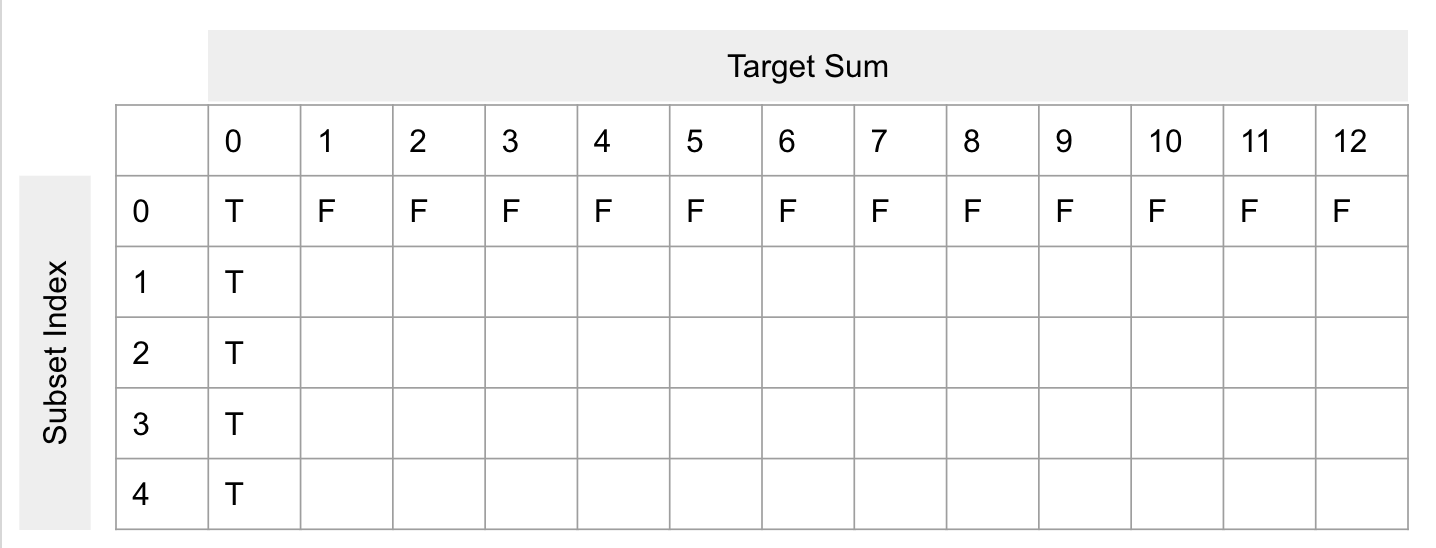 Target Sum
0 1 2 3 4 5 6 7 8 9 10 11 12
Subset Index
0 T F F F F F F F F F F F F
1 T
2 T
3 T
4 T